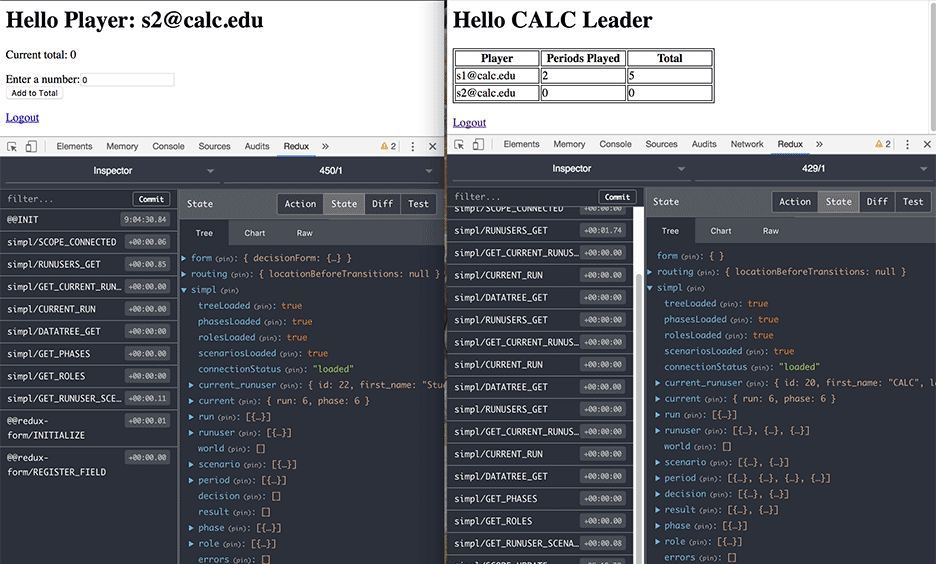 Hello Player: s2@calc.edu
Current total: 0
Enter a number: 0
Add to Total
Logout
Elements Memory Console Sources Audits Redux » 2
Inspector 450/1
filter... Commit
@@INIT 9:04:30.84
simpl/SCOPE_CONNECTED +00:00.06
simpl/RUNUSERS_GET +00:00.85
simpl/GET_CURRENT_RUN... +00:00.00
simpl/CURRENT_RUN +00:00.00
simpl/DATATREE_GET +00:00:00
simpl/GET_PHASES +00:00.00
simpl/GET_ROLES +00:00.00
simpl/GET_RUNUSER_SCE... +00:00.11
@@redux-
form/INITIALIZE +00:00.01
@@redux-
form/REGISTER_FIELD +00:00.00
State Action State Diff Test
Tree Chart Raw
form (pin): { decisionForm: {…} }
routing (pin): { locationBeforeTransitions: null }
simpl (pin)
treeLoaded (pin): true
phasesLoaded (pin): true
rolesLoaded (pin): true
scenariosLoaded (pin): true
connectionStatus (pin): "loaded"
current_runuser (pin): { id: 22, first_name: "Stu
current (pin): { run: 6, phase: 6 }
run (pin): [{…}]
runuser (pin): [{…}]
world (pin): []
scenario (pin): [{…}]
period (pin): [{…}]
decision (pin): []
result (pin): []
phase (pin): [{…}]
role (pin): [{…}]
errors (pin): []
Hello CALC Leader
Player Periods Played Total
s1@calc.edu 2 5
s2@calc.edu 0 0
Logout
Elements Memory Console Sources Audits Network Redux » 2
Inspector 429/1
filter... Commit
simpl/SCOPE_CONNECTED +00:00:00
simpl/RUNUSERS_GET +00:01.74
simpl/GET_CURRENT_RUNUS... +00:00:00
simpl/CURRENT_RUN +00:00:00
simpl/DATATREE_GET +00:00:00
simpl/RUNUSERS_GET +00:00:00
simpl/GET_CURRENT_RUNUS... +00:00:00
simpl/CURRENT_RUN +00:00:00
simpl/DATATREE_GET +00:00:00
simpl/RUNUSERS_GET +00:00:00
simpl/GET_CURRENT_RUNUS... +00:00:00
simpl/CURRENT_RUN +00:00:00
simpl/DATATREE_GET +00:00:00
simpl/GET_PHASES +00:00.00
simpl/GET_ROLES +00:00.00
simpl/GET_RUNUSER_SCENA... +00:00.08
State Action State Diff Test
Tree Chart Raw
form (pin): { }
routing (pin): { locationBeforeTransitions: null }
simpl (pin)
treeLoaded (pin): true
phasesLoaded (pin): true
rolesLoaded (pin): true
scenariosLoaded (pin): true
connectionStatus (pin): "loaded"
current_runuser (pin): { id: 20, first_name: "CALC", l
current (pin): { run: 6, phase: 6 }
run (pin): [{…}]
runuser (pin): [{…}, {…}, {…}]
world (pin): []
scenario (pin): [{…}, {…}]
period (pin): [{…}, {…}, {…}, {…}]
decision (pin): [{…}, {…}]
result (pin): [{…}, {…}]
phase (pin): [{…}]
role (pin): [{…}]
errors (pin): []